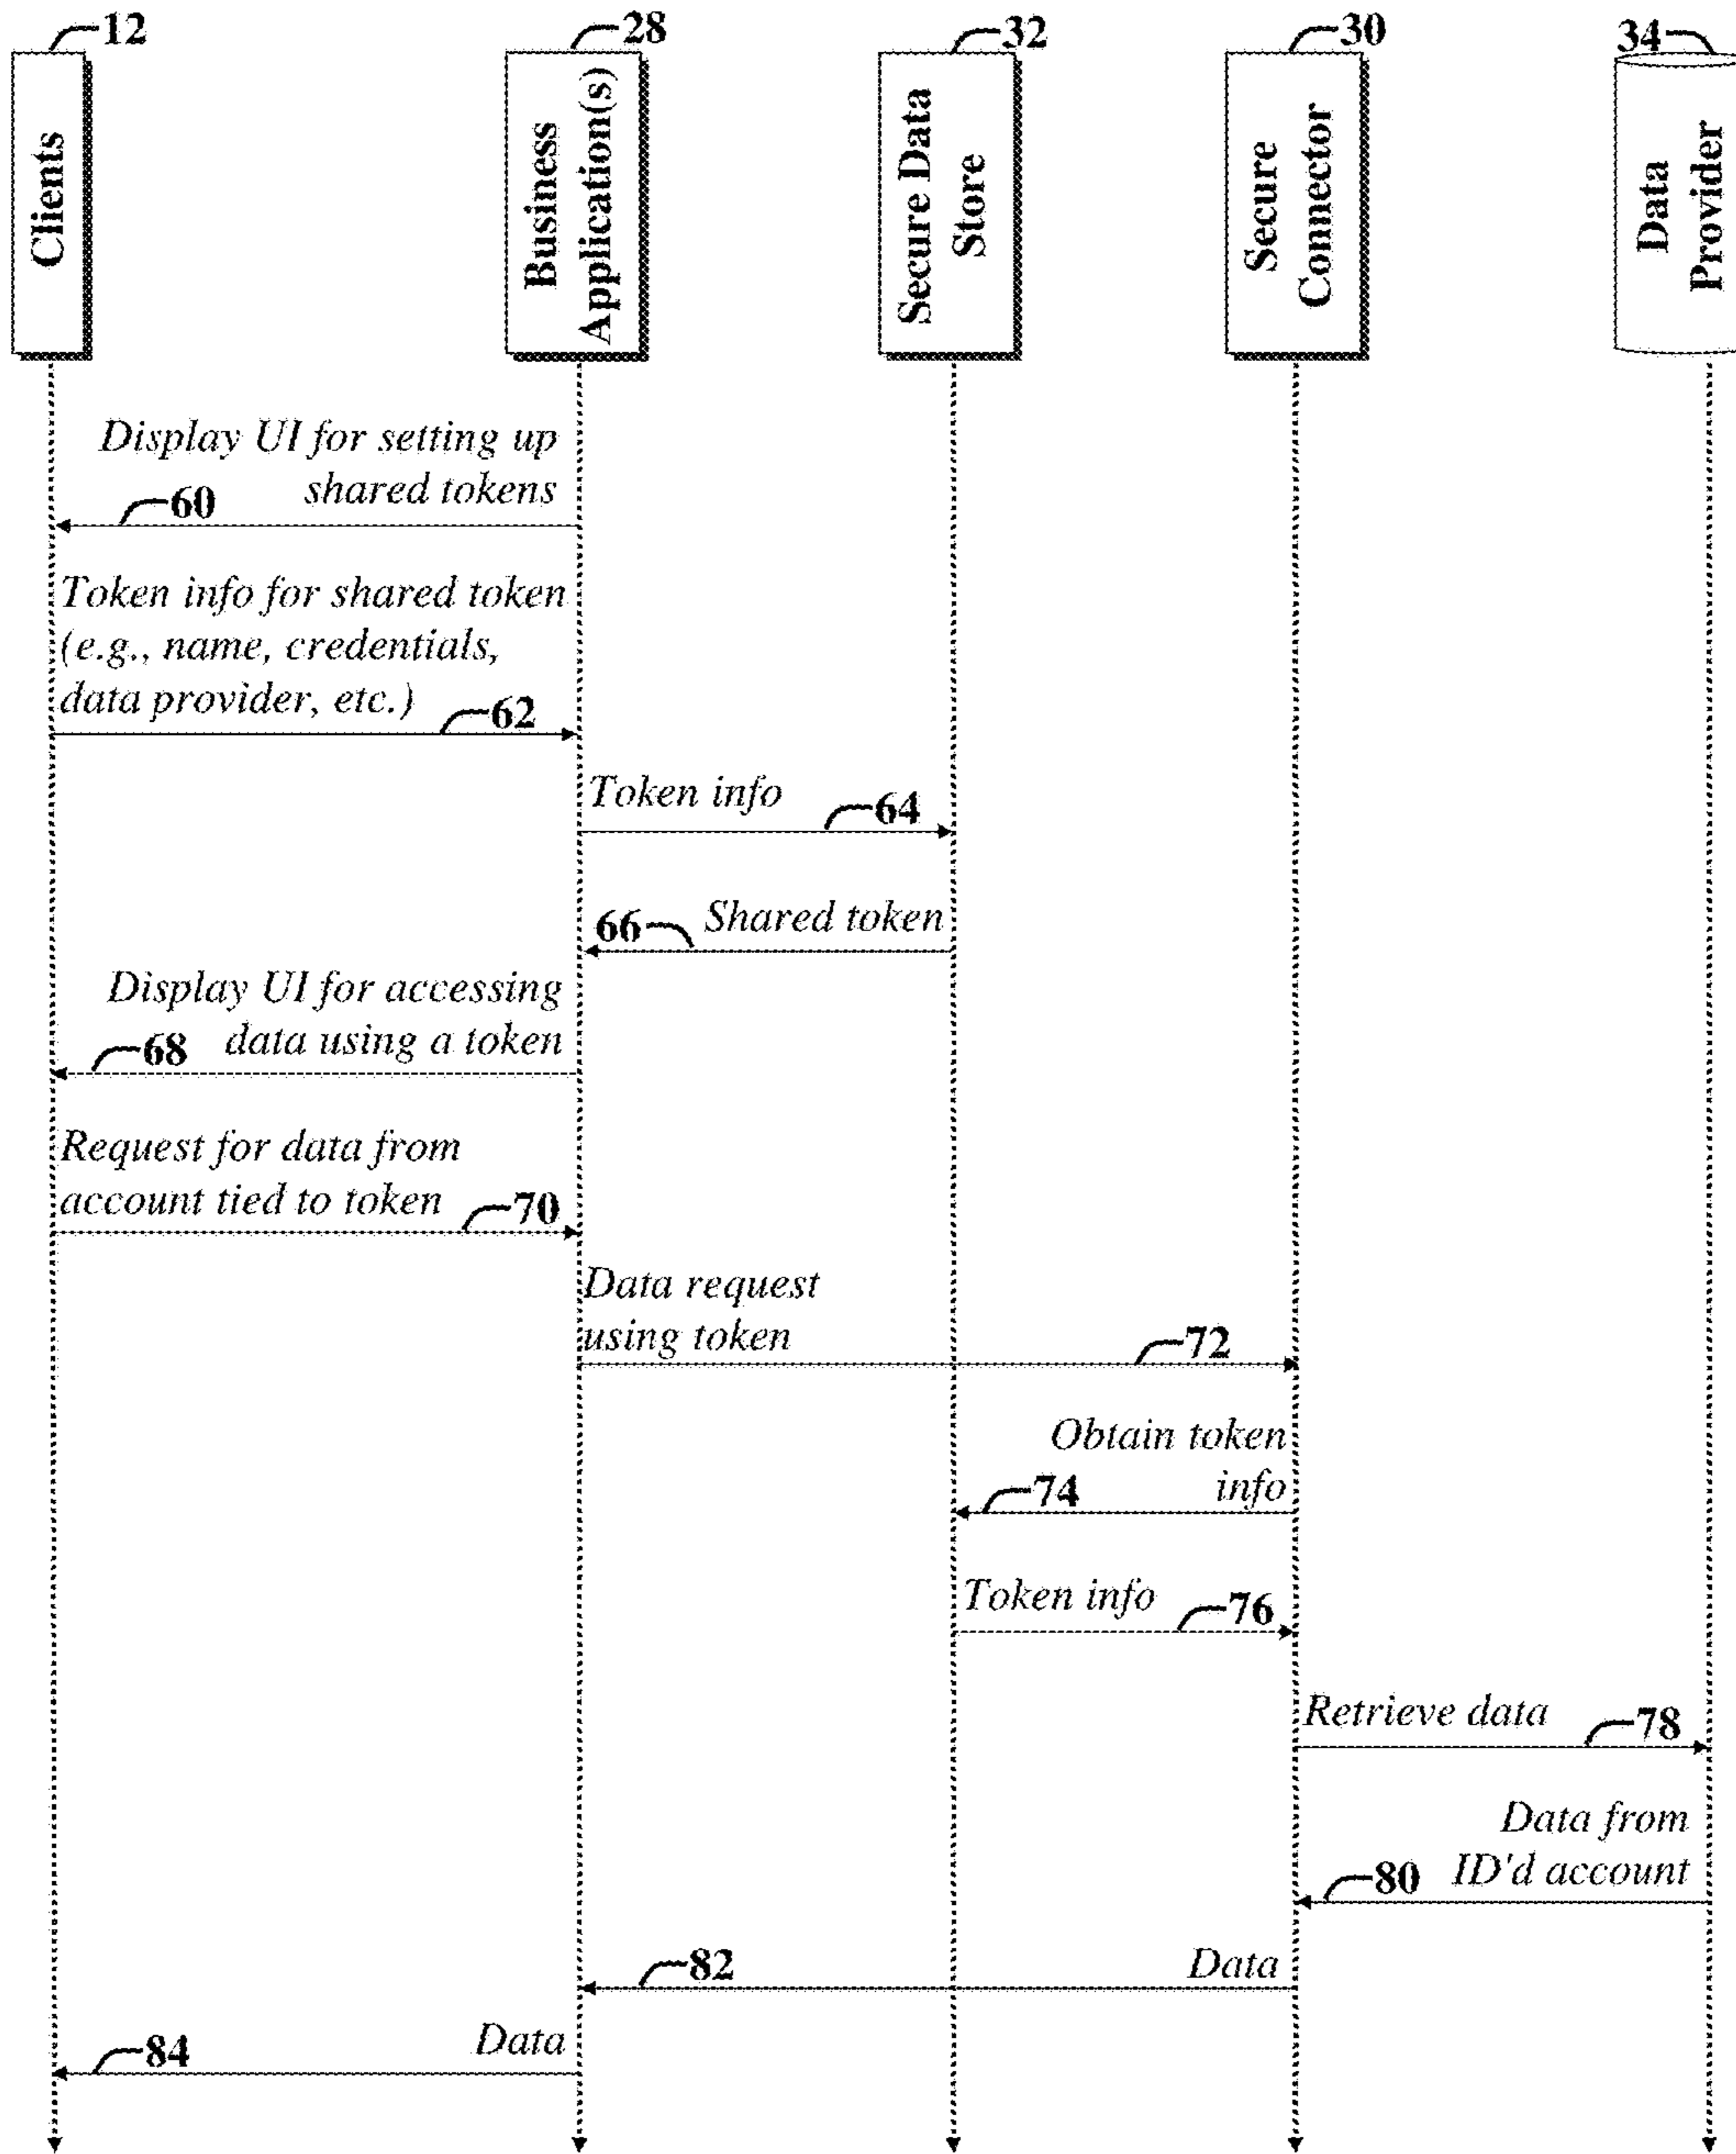 12
28
32
30
34
Clients
Business
Application(s)
Secure Data
Store
Secure
Connector
Data
Provider
Display UI for setting up
shared tokens
60
Token info for shared token
(e.g., name, credentials,
data provider, etc.)
62
Token info
64
66
Shared token
Display UI for accessing
68
data using a token
Request for data from
account tied to token
70
Data request
using token
72
Obtain token
74
info
Token info
76
Retrieve data
78
Data from
80
ID'd account
82
Data
84
Data